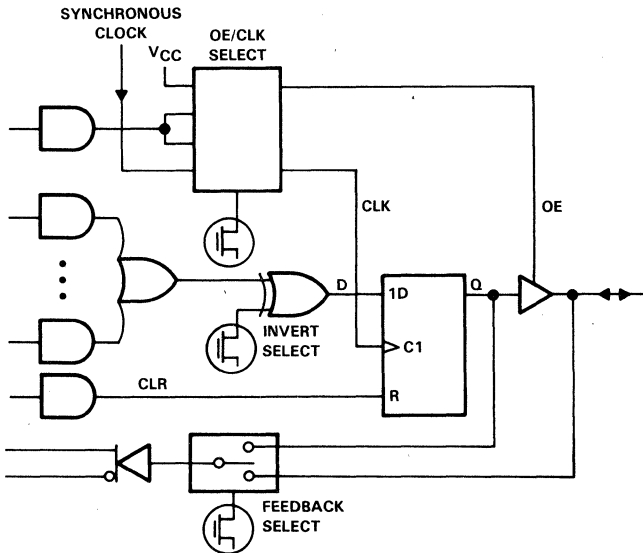 SYNCHRONOUS
CLOCK
VCC
OE/CLK
SELECT
CLK
OE
D
1D
Q
INVERT
SELECT
C1
CLR
R
FEEDBACK
SELECT